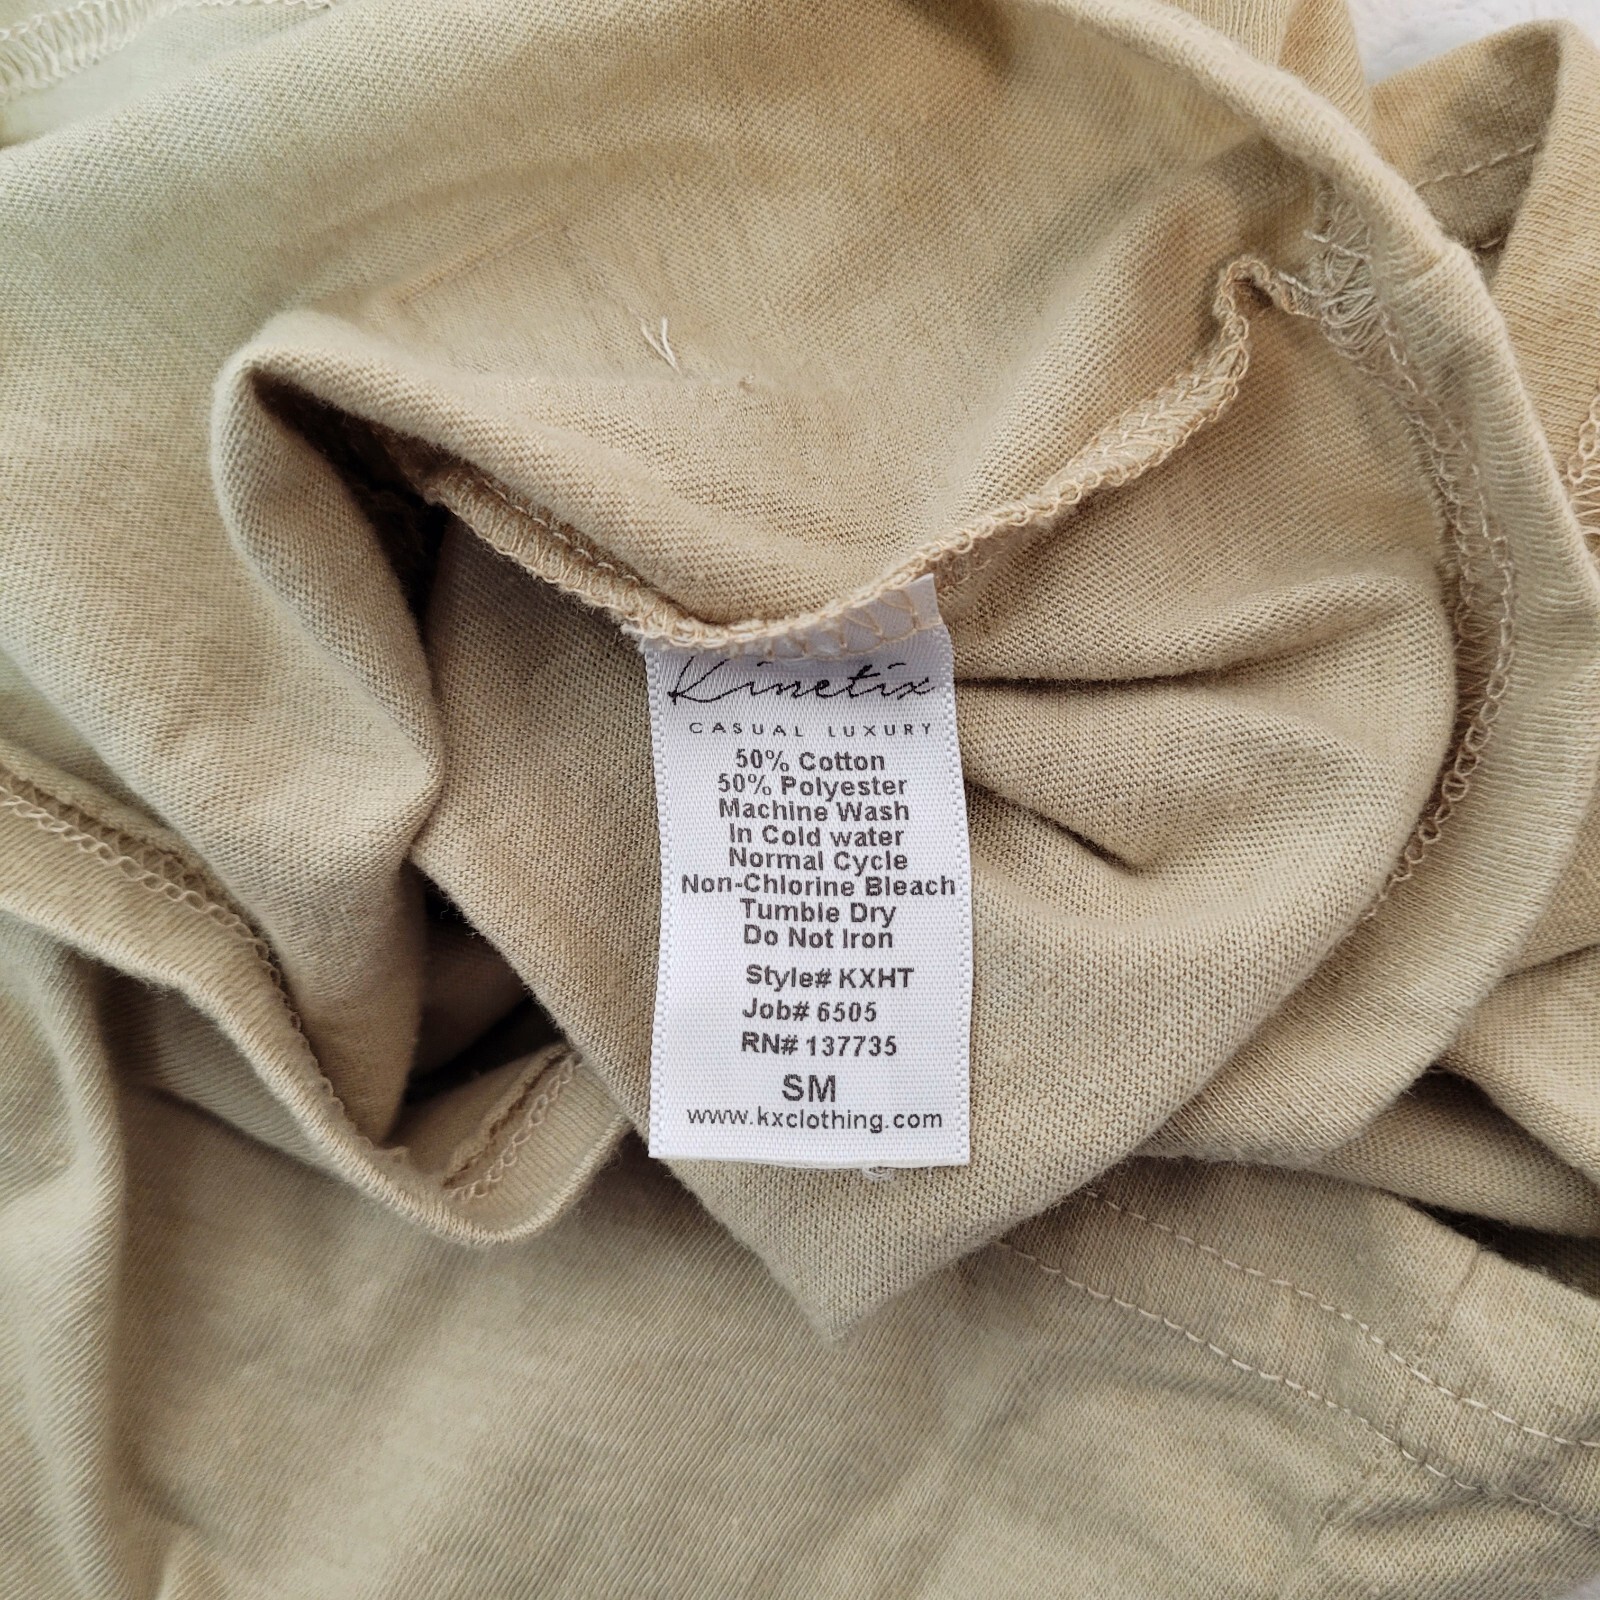 Kinetix
CASUAL LUXURY
50% Cotton
50% Polyester
Machine Wash
In Cold water
Normal Cycle
Non-Chlorine Bleach
Tumble Dry
Do Not Iron
Style# KXHT
Job# 6505
RN# 137735
SM
www.kxclothing.com